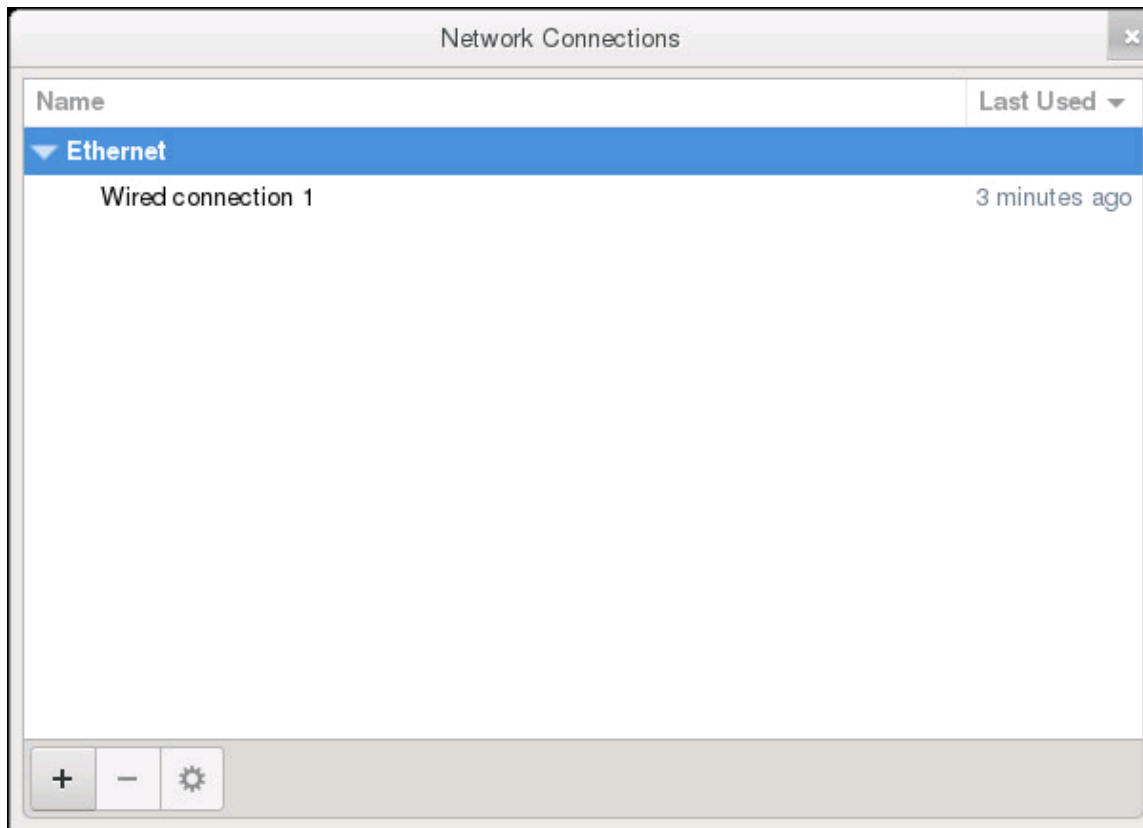 Network Connections
Name Last Used
Ethernet
Wired connection 1 3 minutes ago